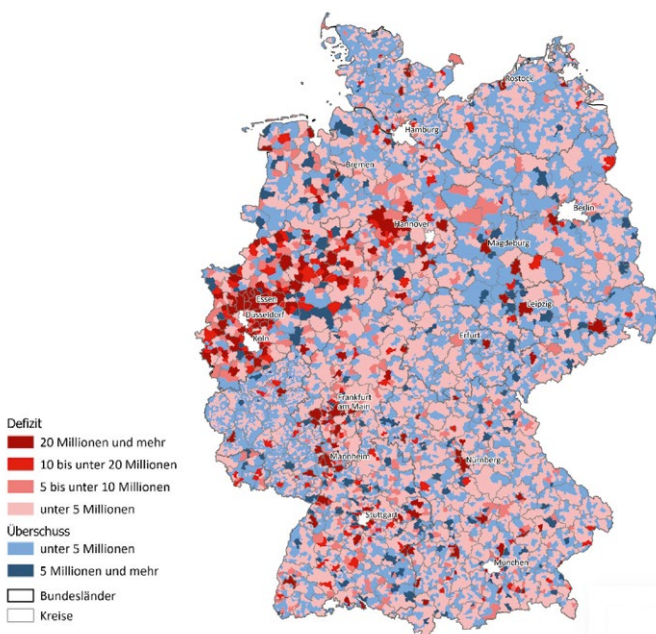 Rostock
Hamburg
Bremen
Berlin
Hannover
Magdeburg
Essen
Düsseldorf
Leipzig
Köln
Erfurt
Frankfurt
am Main
Mannheim
Nürnberg
Stuttgart
München
Defizit
20 Millionen und mehr
10 bis unter 20 Millionen
5 bis unter 10 Millionen
unter 5 Millionen
Überschuss
unter 5 Millionen
5 Millionen und mehr
Bundesländer
Kreise